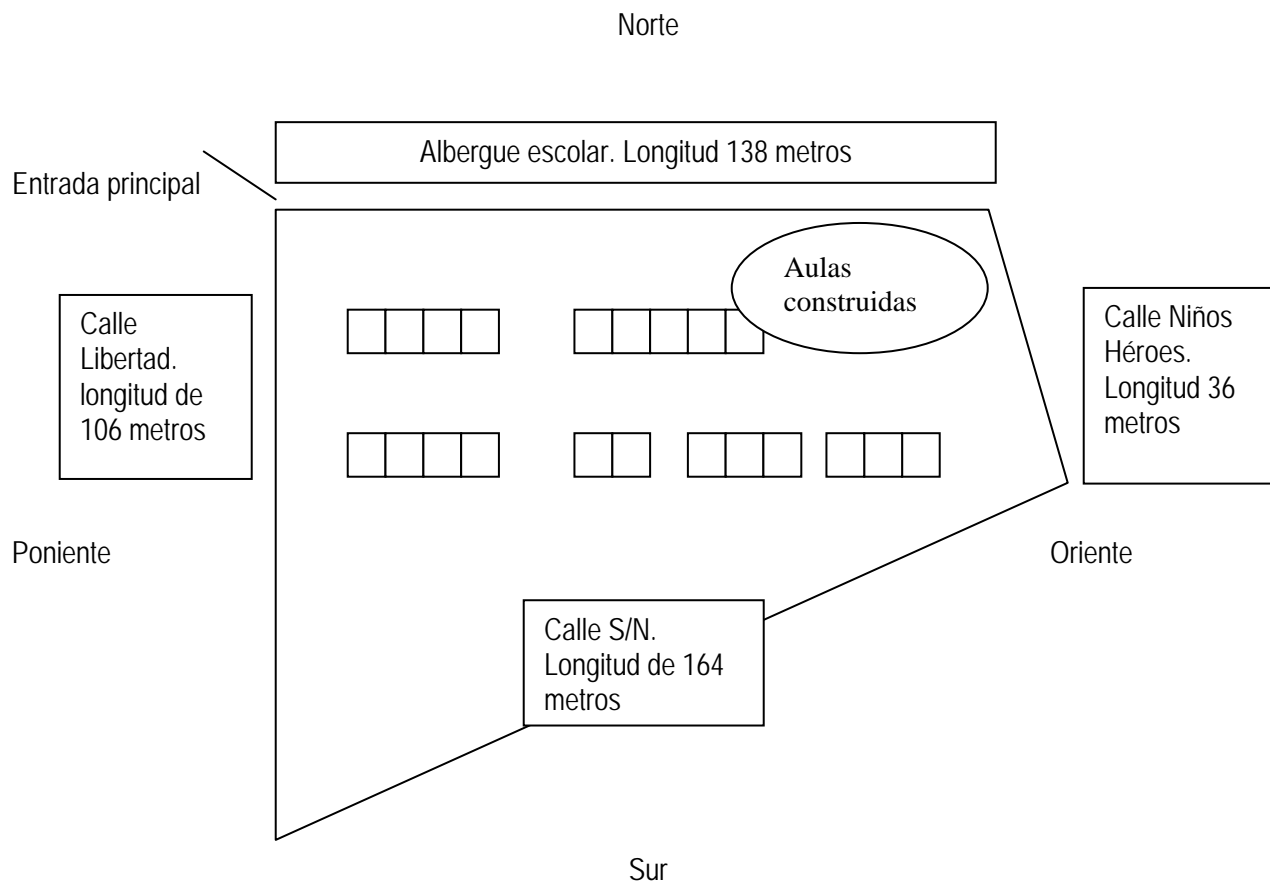 Norte
Albergue escolar. Longitud 138 metros
Entrada principal
Aulas
construidas
Calle
Libertad.
longitud de
106 metros
Calle Niños
Héroes.
Longitud 36
metros
Poniente
Oriente
Calle S/N.
Longitud de 164
metros
Sur